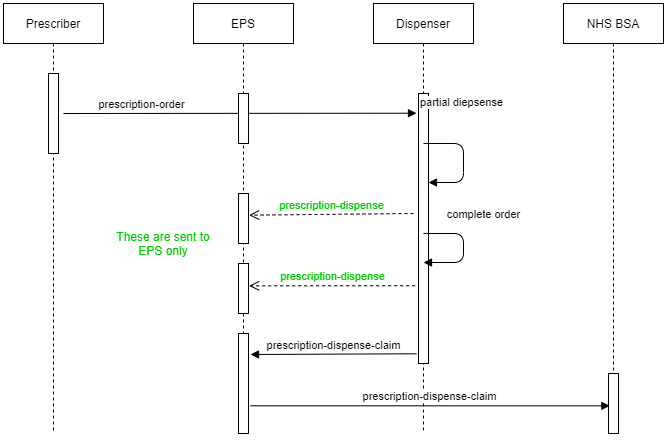 Prescriber
EPS
Dispenser
NHS BSA
prescription-order
partial diepsense
prescription-dispense
complete order
These are sent to
EPS only
prescription-dispense
prescription-dispense-claim
prescription-dispense-claim